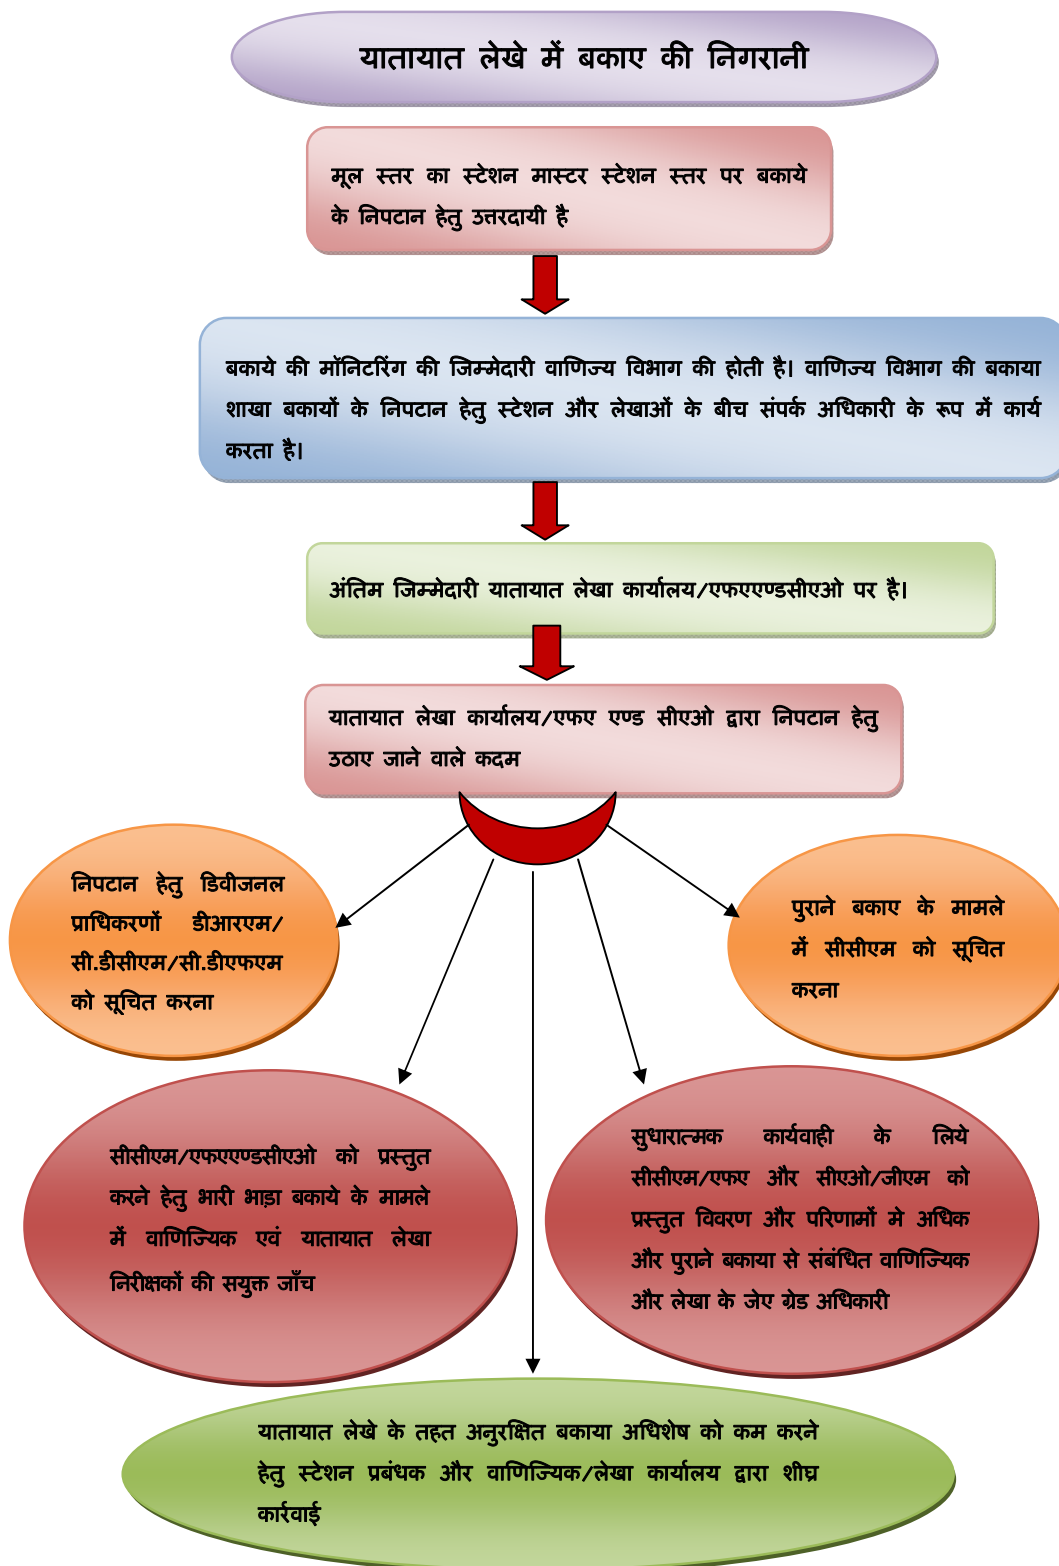 यातायात लेखे में बकाए की निगरानी
मूल स्तर का स्टेशन मास्टर स्टेशन स्तर पर बकाये
के निपटान हेतु उत्तरदायी है
बकाये की मॉनिटरिंग की जिम्मेदारी वाणिज्य विभाग की होती है। वाणिज्य विभाग की बकाया
शाखा बकायों के निपटान हेतु स्टेशन और लेखाओं के बीच संपर्क अधिकारी के रूप में कार्य
करता है।
अंतिम जिम्मेदारी यातायात लेखा कार्यालय/एफएएण्डसीएओ पर है।
यातायात लेखा कार्यालय/एफए एण्ड सीएओ द्वारा निपटान हेतु
उठाए जाने वाले कदम
निपटान हेतु डिवीजनल
प्राधिकरणों डीआरएम/
सी.डीसीएम/सी.डीएफएम
को सूचित करना
पुराने बकाए के मामले
में सीसीएम को सूचित
करना
सीसीएम/एफएएण्डसीएओ को प्रस्तुत
करने हेतु भारी भाड़ा बकाये के मामले
में वाणिज्यिक एवं यातायात लेखा
निरीक्षकों की सयुक्त जाँच
सुधारात्मक कार्यवाही के लिये
सीसीएम/एफए और सीएओ/जीएम को
प्रस्तुत विवरण और परिणामों मे अधिक
और पुराने बकाया से संबंधित वाणिज्यिक
और लेखा के जेए ग्रेड अधिकारी
यातायात लेखे के तहत अनुरक्षित बकाया अधिशेष को कम करने
हेतु स्टेशन प्रबंधक और वाणिज्यिक/लेखा कार्यालय द्वारा शीघ्र
कार्रवाई